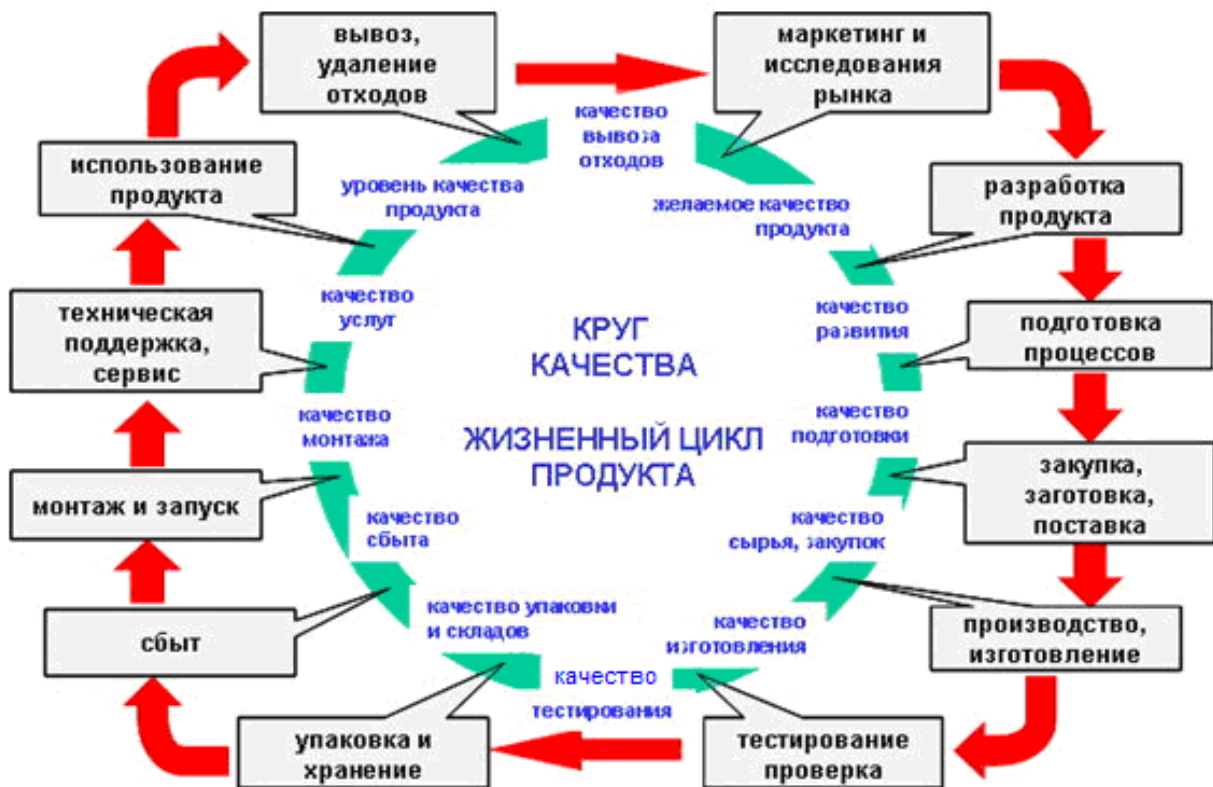 вывоз,
удаление
отходов
маркетинг и
исследования
рынка
качество
вывоза
отходов
использование
продукта
уровень качества
продукта
желаемое качество
продукта
разработка
продукта
техническая
поддержка,
сервис
качество
услуг
КРУГ
КАЧЕСТВА
качество
развития
подготовка
процессов
качество
монтажа
ЖИЗНЕННЫЙ ЦИКЛ
ПРОДУКТА
качество
подготовки
закупка,
заготовка,
поставка
монтаж и запуск
качество
сбыта
качество
сырья, закупок
сбыт
качество упаковки
и складов
качество
изготовления
производство,
изготовление
качество
тестирования
упаковка и
хранение
тестирование
проверка